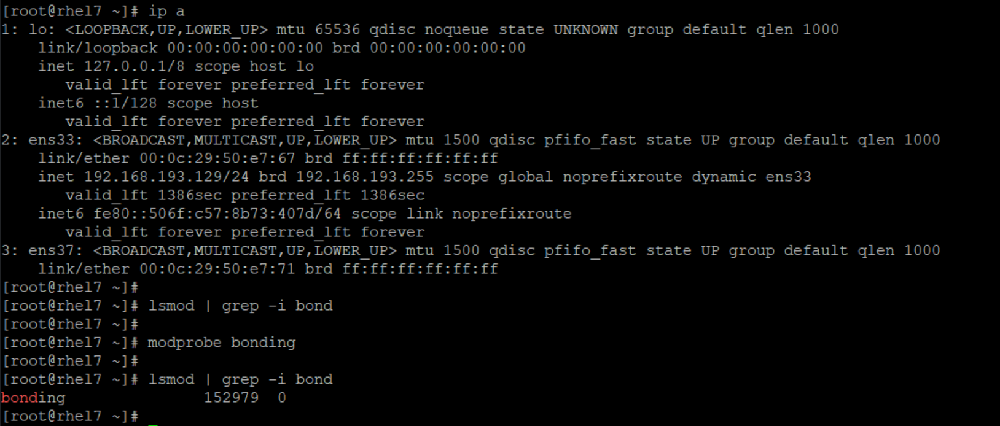 [root@rhel7 ~]# ip a
1: lo: <LOOPBACK,UP,LOWER_UP> mtu 65536 qdisc noqueue state UNKNOWN group default qlen 1000
    link/loopback 00:00:00:00:00:00 brd 00:00:00:00:00:00
    inet 127.0.0.1/8 scope host lo
       valid_lft forever preferred_lft forever
    inet6 ::1/128 scope host
       valid_lft forever preferred_lft forever
2: ens33: <BROADCAST,MULTICAST,UP,LOWER_UP> mtu 1500 qdisc pfifo_fast state UP group default qlen 1000
    link/ether 00:0c:29:50:e7:67 brd ff:ff:ff:ff:ff:ff
    inet 192.168.193.129/24 brd 192.168.193.255 scope global noprefixroute dynamic ens33
       valid_lft 1386sec preferred_lft 1386sec
    inet6 fe80::506f:c57:8b73:407d/64 scope link noprefixroute
       valid_lft forever preferred_lft forever
3: ens37: <BROADCAST,MULTICAST,UP,LOWER_UP> mtu 1500 qdisc pfifo_fast state UP group default qlen 1000
    link/ether 00:0c:29:50:e7:71 brd ff:ff:ff:ff:ff:ff
[root@rhel7 ~]#
[root@rhel7 ~]# lsmod | grep -i bond
[root@rhel7 ~]#
[root@rhel7 ~]# modprobe bonding
[root@rhel7 ~]#
[root@rhel7 ~]# lsmod | grep -i bond
bonding               152979  0
[root@rhel7 ~]#